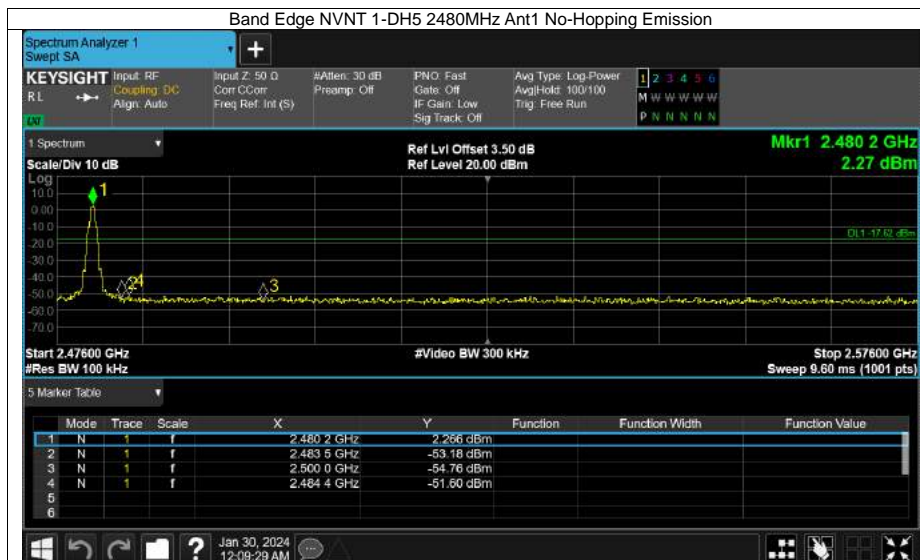 Band Edge NVNT 1-DH5 2480MHz Ant1 No-Hopping Emission
Spectrum Analyzer 1
Swept SA
+
KEYSIGHT Input: RF Input Z: 50 Ω #Atten: 30 dB PNO: Fast Avg Type: Log-Power 1 2 3 4 5 6
RL Coupling: DC Corr CCorr Preamp: Off Gate: Off Avg|Hold: 100/100 M W W W W W
Align: Auto Freq Ref: Int (S) IF Gain: Low Trig: Free Run
Sig Track: Off P N N N N N
1 Spectrum Ref Lvl Offset 3.50 dB Mkr1 2.480 2 GHz
Scale/Div 10 dB Ref Level 20.00 dBm 2.27 dBm
Log
10.0
1
0.00
-10.0
DL1 -17.62 dBm
-20.0
-30.0
-40.0
2 4 3
-50.0
-60.0
-70.0
Start 2.47600 GHz #Video BW 300 kHz Stop 2.57600 GHz
#Res BW 100 kHz Sweep 9.60 ms (1001 pts)
5 Marker Table
Mode Trace Scale X Y Function Function Width Function Value
1 N 1 f 2.480 2 GHz 2.266 dBm
2 N 1 f 2.483 5 GHz -53.18 dBm
3 N 1 f 2.500 0 GHz -54.76 dBm
4 N 1 f 2.484 4 GHz -51.60 dBm
5
6
? Jan 30, 2024
12:09:29 AM